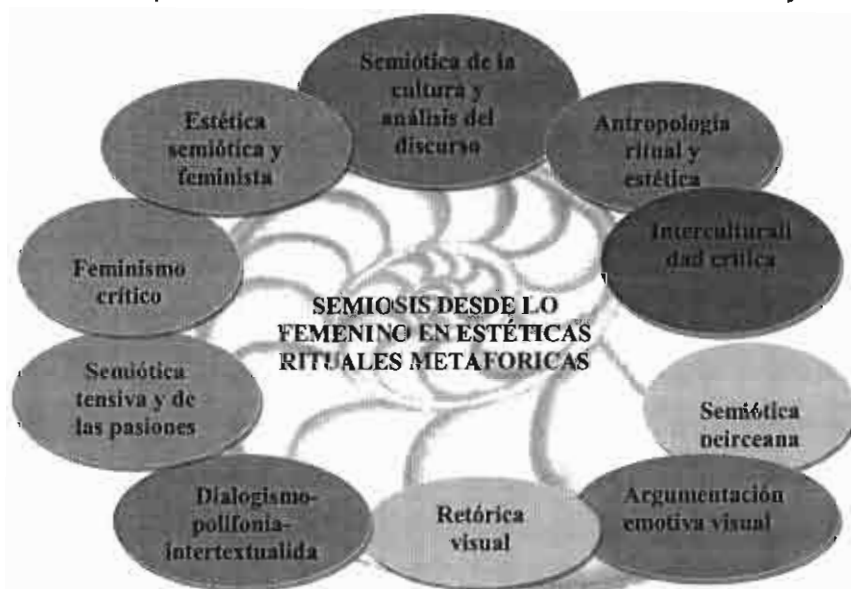 Semiótica de la
cultura y
análisis del
discurso
Antropología
ritual y
estética
Interculturali
dad crítica
Semiótica
peirceana
Argumentación
emotiva visual
Retórica
visual
Dialogismo-
polifonía-
intertextualida
Semiótica
tensiva y de
las pasiones
Feminismo
crítico
Estética
semiótica y
feminista
SEMIOSIS DESDE LO
FEMENINO EN ESTÉTICAS
RITUALES METAFORICAS